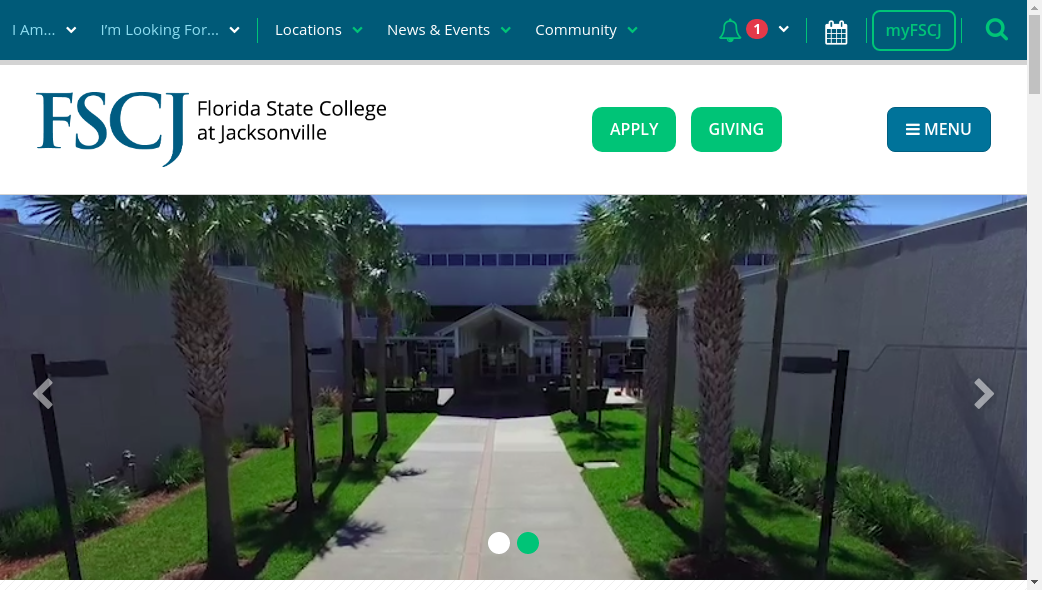 I Am... I'm Looking For... Locations News & Events Community 1 myFSCJ
FSCJ Florida State College
at Jacksonville
APPLY GIVING MENU